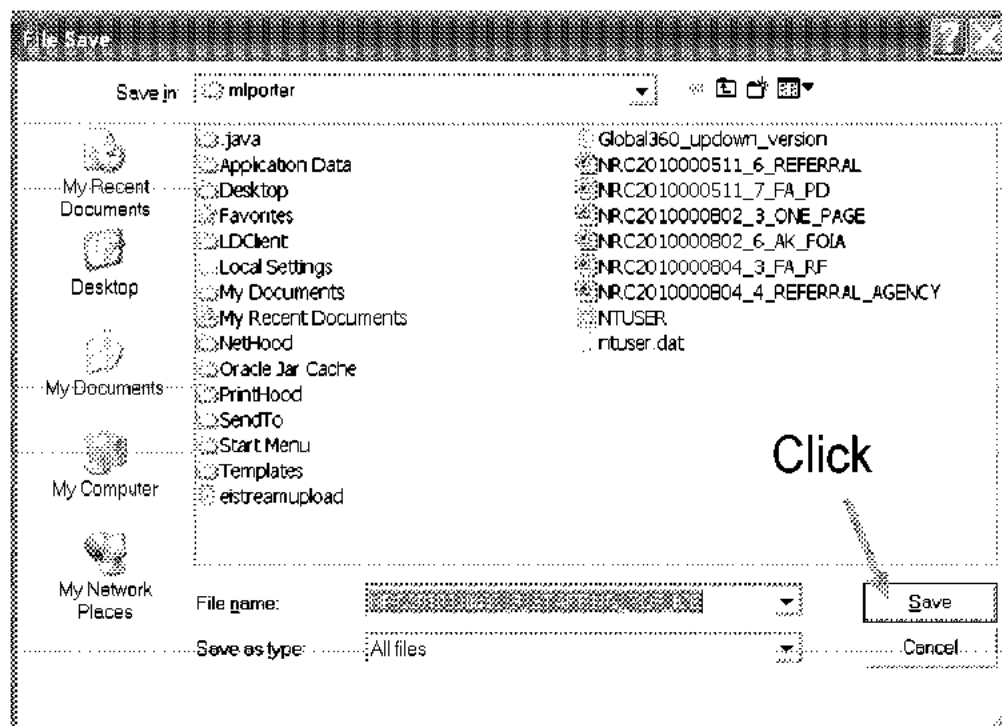 File Save
Save in: mlporter
My Recent Documents
Desktop
My Documents
My Computer
My Network Places
.java
Application Data
Desktop
Favorites
LDClient
Local Settings
My Documents
My Recent Documents
NetHood
Oracle Jar Cache
PrintHood
SendTo
Start Menu
Templates
eistreamupload
Global360_updown_version
NRC2010000511_6_REFERRAL
NRC2010000511_7_FA_PD
NRC2010000802_3_ONE_PAGE
NRC2010000802_6_AK_FOIA
NRC2010000804_3_FA_RF
NRC2010000804_4_REFERRAL_AGENCY
NTUSER
ntuser.dat
Click
File name:
Save
Save as type: All files
Cancel